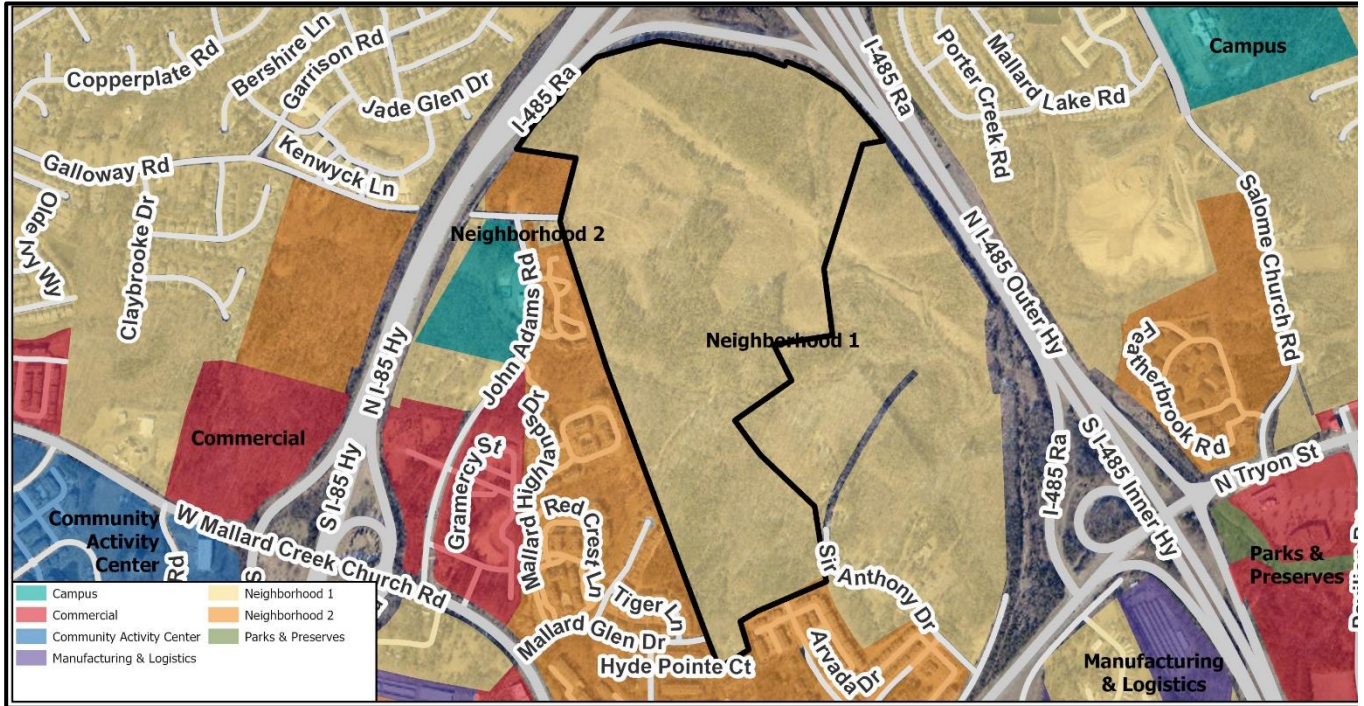 Copperplate Rd
Bershire Ln
Garrison Rd
Jade Glen Dr
I-485 Ra
I-485 Ra
Porter Creek Rd
Mallard Lake Rd
Campus
Galloway Rd
Kenwyck Ln
Olde Ivy Wy
Claybrooke Dr
Neighborhood 2
John Adams Rd
N I-485 Outer Hy
Salome Church Rd
Neighborhood 1
N I-85 Hy
Featherbrook Rd
Commercial
S I-85 Hy
Gramercy St
Mallard Highlands Dr
I-485 Ra
S I-485 Inner Hy
N Tryon St
Community
Activity
Center
W Mallard Creek Church Rd
Rd
S
Red Crest Ln
Tiger Ln
Sir Anthony Dr
Parks &
Preserves
Mallard Glen Dr
Hyde Pointe Ct
Arvada Dr
Manufacturing
& Logistics
Campus
Commercial
Community Activity Center
Manufacturing & Logistics
Neighborhood 1
Neighborhood 2
Parks & Preserves